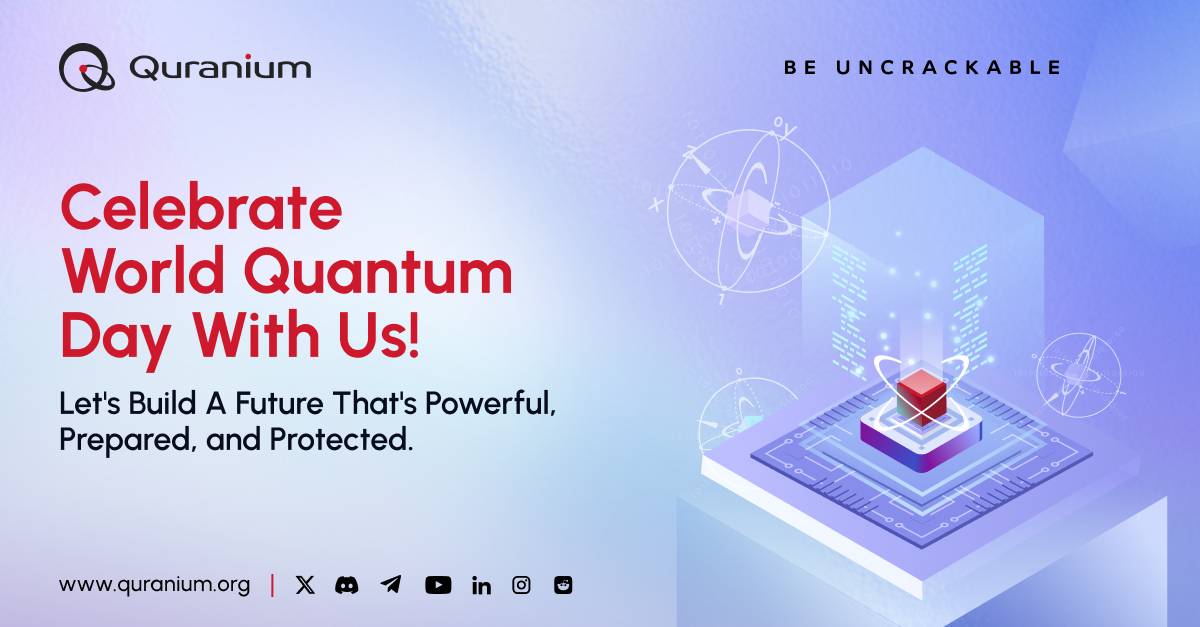 Quranium
BE UNCRACKABLE
Celebrate
World Quantum
Day With Us!
Let's Build A Future That's Powerful,
Prepared, and Protected.
www.quranium.org